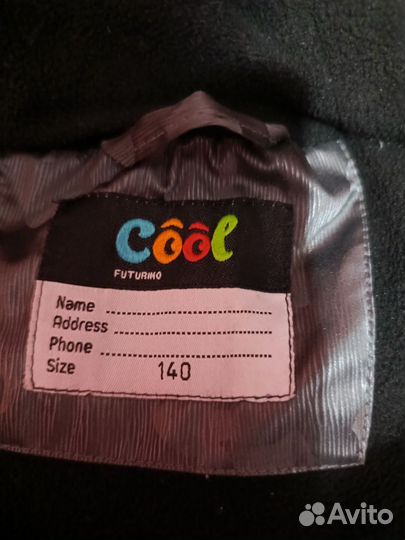 côôl
FUTURINO
Name
Address
Phone
Size 140
Avito